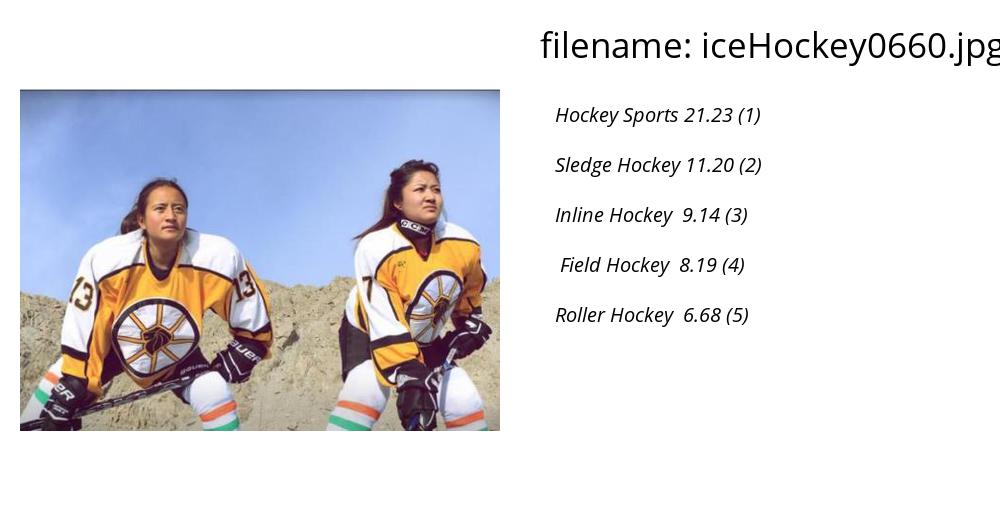 filename: iceHockey0660.jpg
Hockey Sports 21.23 (1)
Sledge Hockey 11.20 (2)
Inline Hockey 9.14 (3)
Field Hockey 8.19 (4)
Roller Hockey 6.68 (5)
13
13
7
CCM
BAUER
BAUER